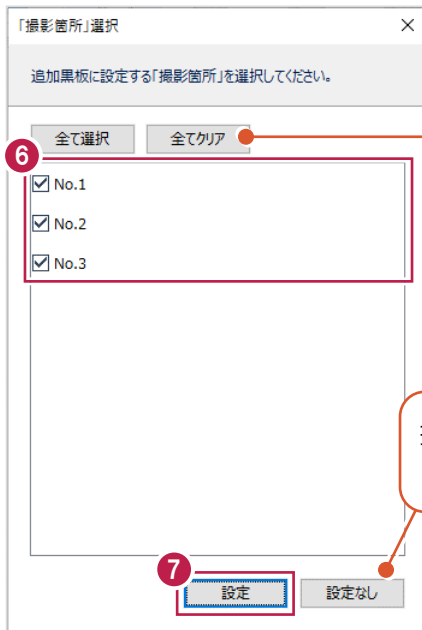 「撮影箇所」選択
追加黒板に設定する「撮影箇所」を選択してください。
全て選択 全てクリア
6
No.1
No.2
No.3
7
設定 設定なし